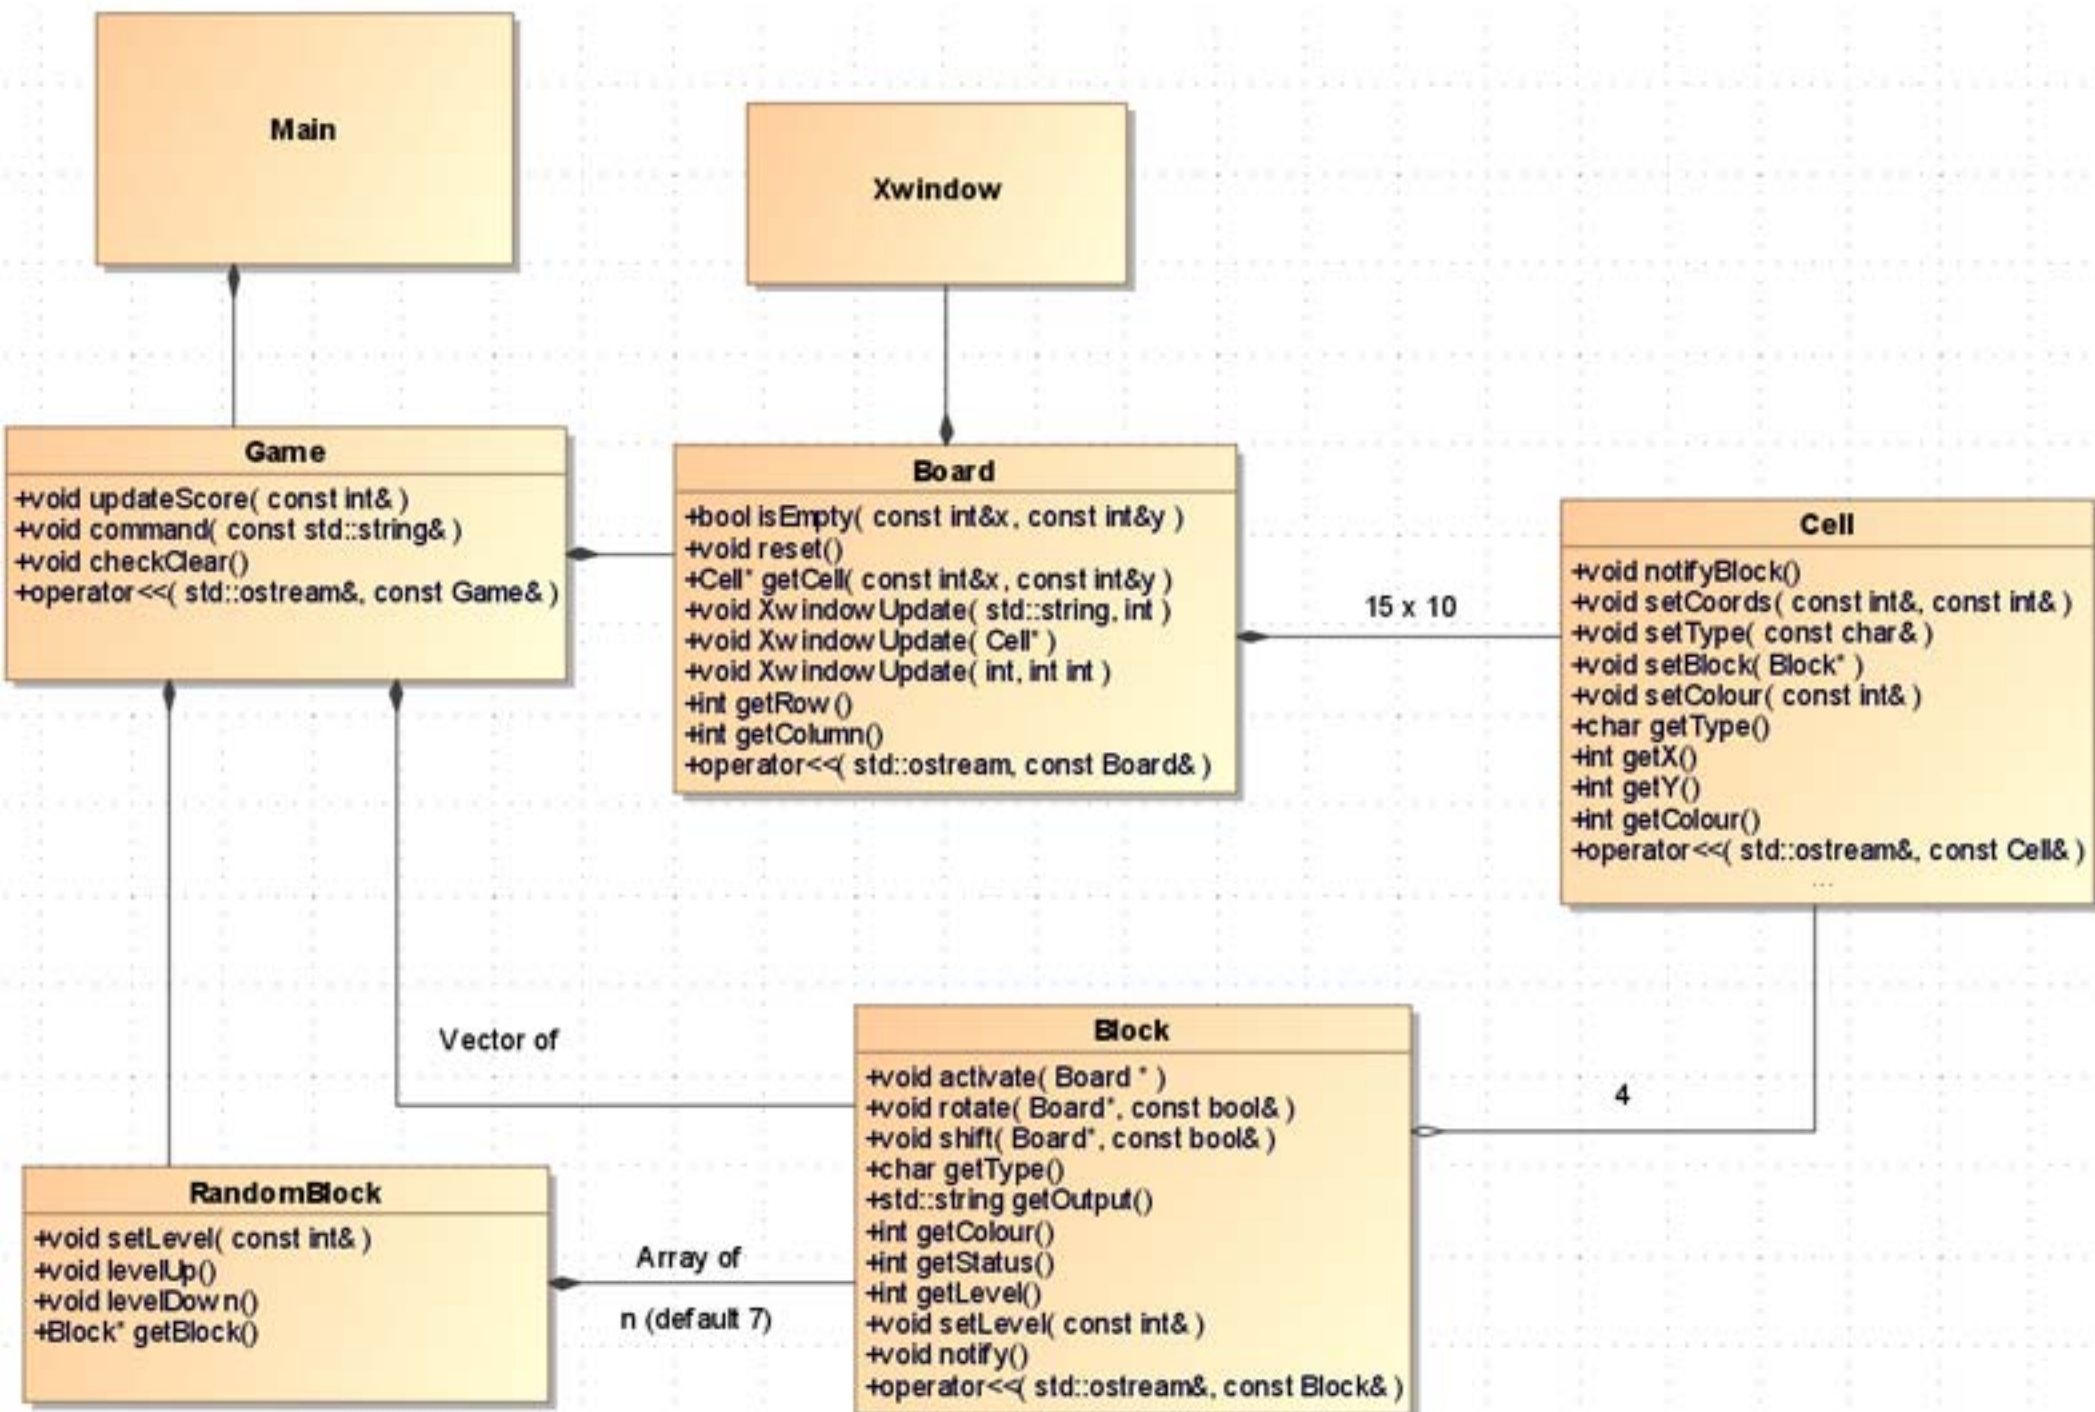 Main
Xwindow
Game
+void updateScore( const int& )
+void command( const std::string& )
+void checkClear()
+operator<<( std::ostream&, const Game& )
Board
+bool isEmpty( const int&x, const int&y )
+void reset()
+Cell* getCell( const int&x, const int&y )
+void XwindowUpdate( std::string, int )
+void XwindowUpdate( Cell* )
+void XwindowUpdate( int, int int )
+int getRow()
+int getColumn()
+operator<<( std::ostream, const Board& )
15 x 10
Cell
+void notifyBlock()
+void setCoords( const int&, const int& )
+void setType( const char& )
+void setBlock( Block* )
+void setColour( const int& )
+char getType()
+int getX()
+int getY()
+int getColour()
+operator<<( std::ostream&, const Cell& )
...
Vector of
4
Block
+void activate( Board * )
+void rotate( Board*, const bool& )
+void shift( Board*, const bool& )
+char getType()
+std::string getOutput()
+int getColour()
+int getStatus()
+int getLevel()
+void setLevel( const int& )
+void notify()
+operator<<( std::ostream&, const Block& )
RandomBlock
+void setLevel( const int& )
+void levelUp()
+void levelDown()
+Block* getBlock()
Array of
n (default 7)